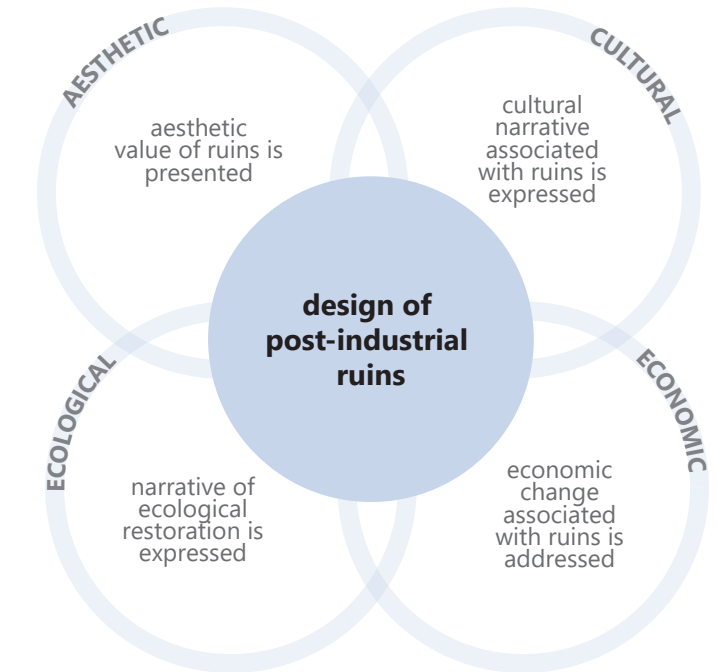 AESTHETIC
aesthetic
value of ruins is
presented
CULTURAL
cultural
narrative
associated
with ruins is
expressed
design of
post-industrial
ruins
ECOLOGICAL
narrative of
ecological
restoration is
expressed
ECONOMIC
economic
change
associated
with ruins is
addressed